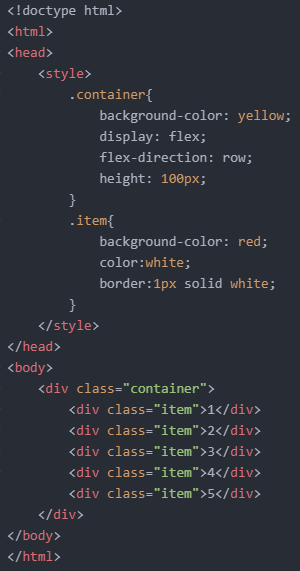 <!doctype html>
<html>
<head>
    <style>
        .container{
            background-color: yellow;
            display: flex;
            flex-direction: row;
            height: 100px;
        }
        .item{
            background-color: red;
            color:white;
            border:1px solid white;
        }
    </style>
</head>
<body>
    <div class="container">
        <div class="item">1</div>
        <div class="item">2</div>
        <div class="item">3</div>
        <div class="item">4</div>
        <div class="item">5</div>
    </div>
</body>
</html>